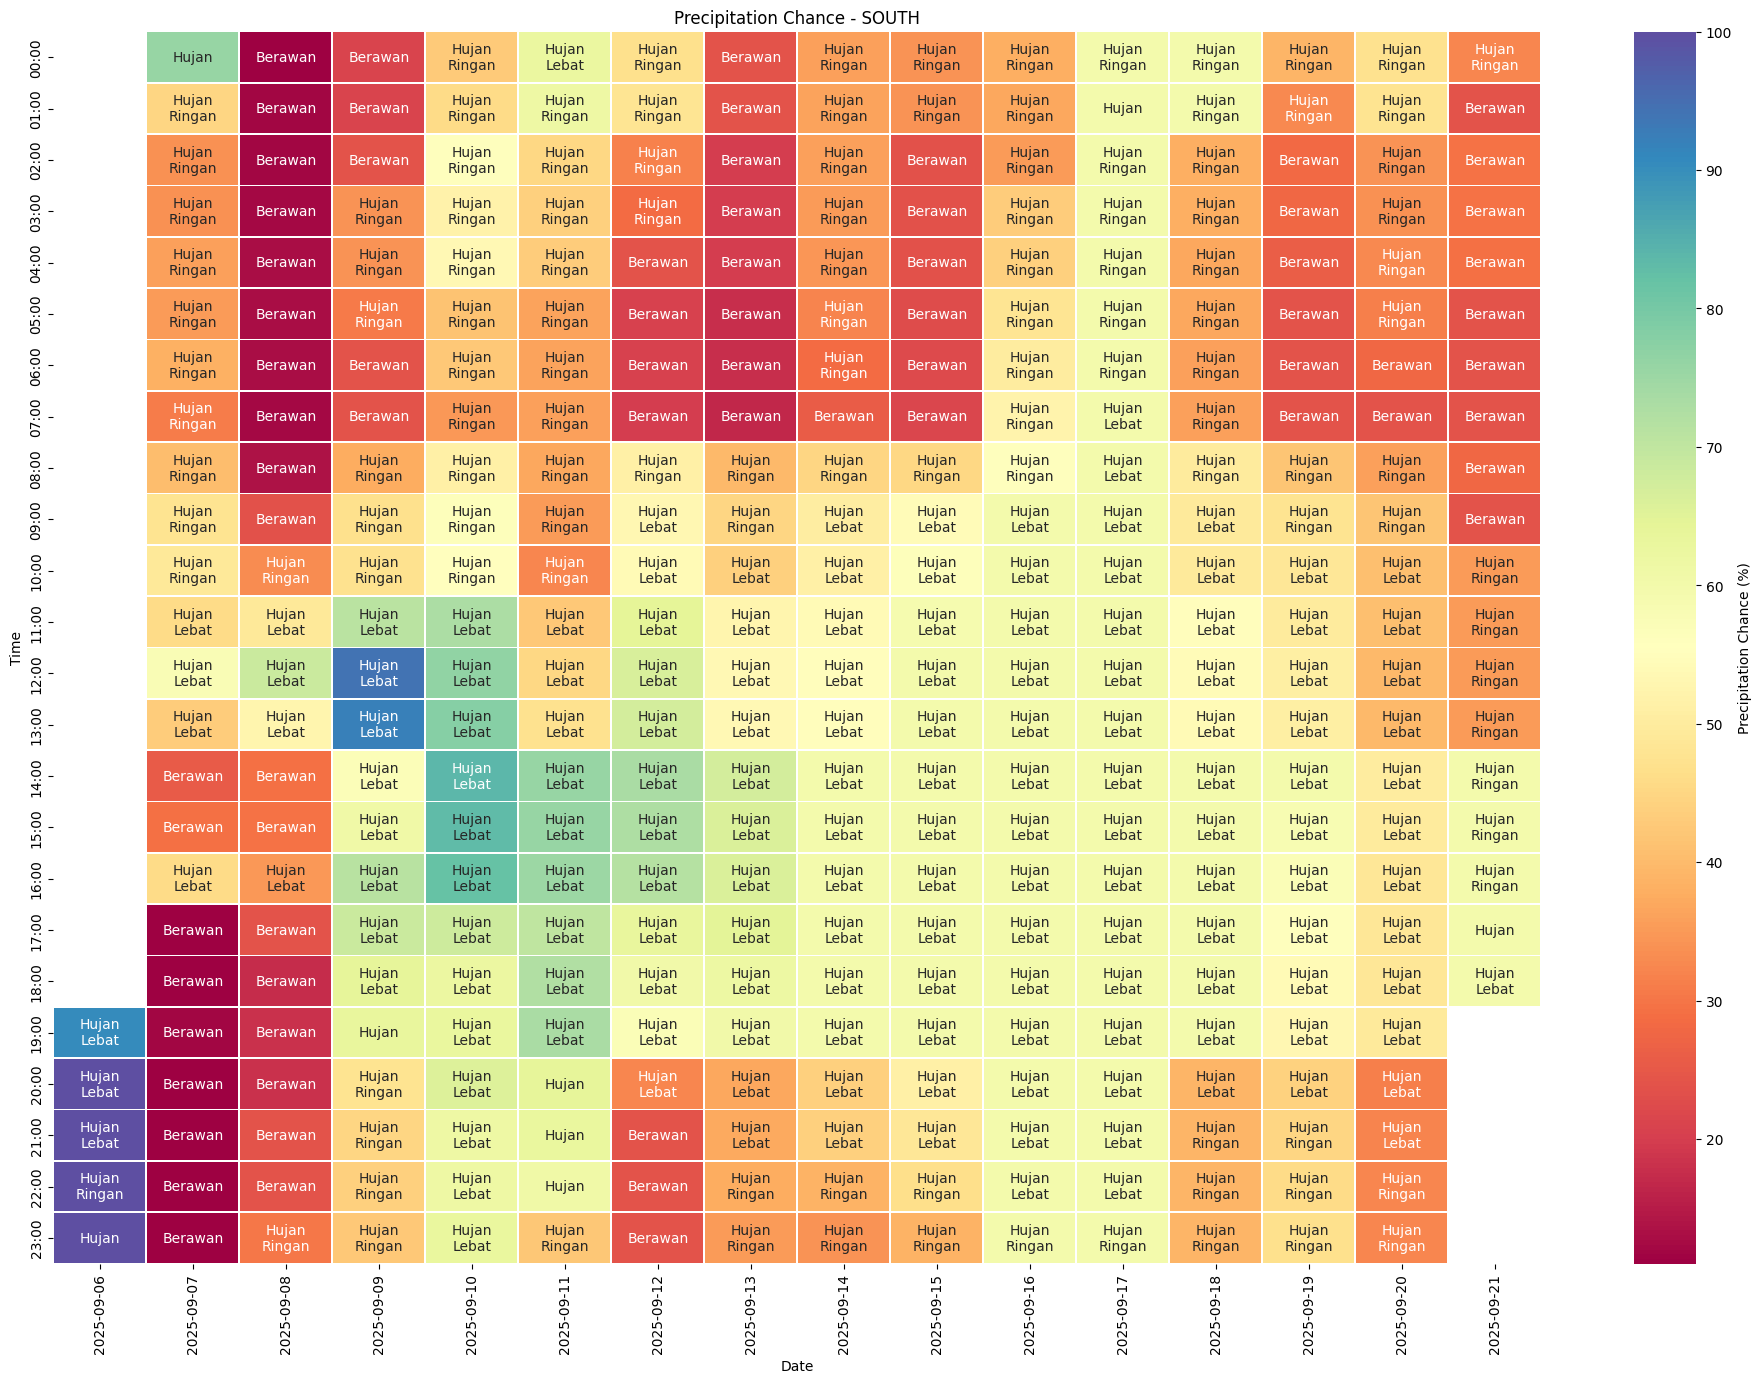 Precipitation Chance - SOUTH
00:00 Hujan Berawan Berawan Hujan Ringan Hujan Lebat Hujan Ringan Berawan Hujan Ringan Hujan Ringan Hujan Ringan Hujan Ringan Hujan Ringan Hujan Ringan Hujan Ringan Hujan Ringan
01:00 Hujan Ringan Berawan Berawan Hujan Ringan Hujan Ringan Hujan Ringan Berawan Hujan Ringan Hujan Ringan Hujan Ringan Hujan Hujan Ringan Hujan Ringan Hujan Ringan Berawan
02:00 Hujan Ringan Berawan Berawan Hujan Ringan Hujan Ringan Hujan Ringan Berawan Hujan Ringan Berawan Hujan Ringan Hujan Ringan Hujan Ringan Berawan Hujan Ringan Berawan
03:00 Hujan Ringan Berawan Hujan Ringan Hujan Ringan Hujan Ringan Hujan Ringan Berawan Hujan Ringan Berawan Hujan Ringan Hujan Ringan Hujan Ringan Berawan Hujan Ringan Berawan
04:00 Hujan Ringan Berawan Hujan Ringan Hujan Ringan Hujan Ringan Berawan Berawan Hujan Ringan Berawan Hujan Ringan Hujan Ringan Hujan Ringan Berawan Hujan Ringan Berawan
05:00 Hujan Ringan Berawan Hujan Ringan Hujan Ringan Hujan Ringan Berawan Berawan Hujan Ringan Berawan Hujan Ringan Hujan Ringan Hujan Ringan Berawan Hujan Ringan Berawan
06:00 Hujan Ringan Berawan Berawan Hujan Ringan Hujan Ringan Berawan Berawan Hujan Ringan Berawan Hujan Ringan Hujan Ringan Hujan Ringan Berawan Berawan Berawan
07:00 Hujan Ringan Berawan Berawan Hujan Ringan Hujan Ringan Berawan Berawan Berawan Berawan Hujan Ringan Hujan Lebat Hujan Ringan Berawan Berawan Berawan
08:00 Hujan Ringan Berawan Hujan Ringan Hujan Ringan Hujan Ringan Hujan Ringan Hujan Ringan Hujan Ringan Hujan Ringan Hujan Ringan Hujan Lebat Hujan Ringan Hujan Ringan Hujan Ringan Berawan
09:00 Hujan Ringan Berawan Hujan Ringan Hujan Ringan Hujan Ringan Hujan Lebat Hujan Ringan Hujan Lebat Hujan Lebat Hujan Lebat Hujan Lebat Hujan Lebat Hujan Ringan Hujan Ringan Berawan
10:00 Hujan Ringan Hujan Ringan Hujan Ringan Hujan Ringan Hujan Ringan Hujan Lebat Hujan Lebat Hujan Lebat Hujan Lebat Hujan Lebat Hujan Lebat Hujan Lebat Hujan Lebat Hujan Lebat Hujan Ringan
11:00 Hujan Lebat Hujan Lebat Hujan Lebat Hujan Lebat Hujan Lebat Hujan Lebat Hujan Lebat Hujan Lebat Hujan Lebat Hujan Lebat Hujan Lebat Hujan Lebat Hujan Lebat Hujan Lebat Hujan Ringan
12:00 Hujan Lebat Hujan Lebat Hujan Lebat Hujan Lebat Hujan Lebat Hujan Lebat Hujan Lebat Hujan Lebat Hujan Lebat Hujan Lebat Hujan Lebat Hujan Lebat Hujan Lebat Hujan Lebat Hujan Ringan
13:00 Hujan Lebat Hujan Lebat Hujan Lebat Hujan Lebat Hujan Lebat Hujan Lebat Hujan Lebat Hujan Lebat Hujan Lebat Hujan Lebat Hujan Lebat Hujan Lebat Hujan Lebat Hujan Lebat Hujan Ringan
14:00 Berawan Berawan Hujan Lebat Hujan Lebat Hujan Lebat Hujan Lebat Hujan Lebat Hujan Lebat Hujan Lebat Hujan Lebat Hujan Lebat Hujan Lebat Hujan Lebat Hujan Lebat Hujan Ringan
15:00 Berawan Berawan Hujan Lebat Hujan Lebat Hujan Lebat Hujan Lebat Hujan Lebat Hujan Lebat Hujan Lebat Hujan Lebat Hujan Lebat Hujan Lebat Hujan Lebat Hujan Lebat Hujan Ringan
16:00 Hujan Lebat Hujan Lebat Hujan Lebat Hujan Lebat Hujan Lebat Hujan Lebat Hujan Lebat Hujan Lebat Hujan Lebat Hujan Lebat Hujan Lebat Hujan Lebat Hujan Lebat Hujan Lebat Hujan Ringan
17:00 Berawan Berawan Hujan Lebat Hujan Lebat Hujan Lebat Hujan Lebat Hujan Lebat Hujan Lebat Hujan Lebat Hujan Lebat Hujan Lebat Hujan Lebat Hujan Lebat Hujan Lebat Hujan
18:00 Berawan Berawan Hujan Lebat Hujan Lebat Hujan Lebat Hujan Lebat Hujan Lebat Hujan Lebat Hujan Lebat Hujan Lebat Hujan Lebat Hujan Lebat Hujan Lebat Hujan Lebat Hujan Lebat
19:00 Hujan Lebat Berawan Berawan Hujan Hujan Lebat Hujan Lebat Hujan Lebat Hujan Lebat Hujan Lebat Hujan Lebat Hujan Lebat Hujan Lebat Hujan Lebat Hujan Lebat Hujan Lebat
20:00 Hujan Lebat Berawan Berawan Hujan Ringan Hujan Lebat Hujan Hujan Lebat Hujan Lebat Hujan Lebat Hujan Lebat Hujan Lebat Hujan Lebat Hujan Lebat Hujan Lebat Hujan Lebat
21:00 Hujan Lebat Berawan Berawan Hujan Ringan Hujan Lebat Hujan Berawan Hujan Lebat Hujan Lebat Hujan Lebat Hujan Lebat Hujan Lebat Hujan Ringan Hujan Ringan Hujan Lebat
22:00 Hujan Ringan Berawan Berawan Hujan Ringan Hujan Lebat Hujan Berawan Hujan Ringan Hujan Ringan Hujan Ringan Hujan Lebat Hujan Lebat Hujan Ringan Hujan Ringan Hujan Ringan
23:00 Hujan Berawan Hujan Ringan Hujan Ringan Hujan Lebat Hujan Ringan Berawan Hujan Ringan Hujan Ringan Hujan Ringan Hujan Ringan Hujan Ringan Hujan Ringan Hujan Ringan Hujan Ringan
Time
2025-09-06 2025-09-07 2025-09-08 2025-09-09 2025-09-10 2025-09-11 2025-09-12 2025-09-13 2025-09-14 2025-09-15 2025-09-16 2025-09-17 2025-09-18 2025-09-19 2025-09-20 2025-09-21
Date
100
90
80
70
60
50
40
30
20
Precipitation Chance (%)